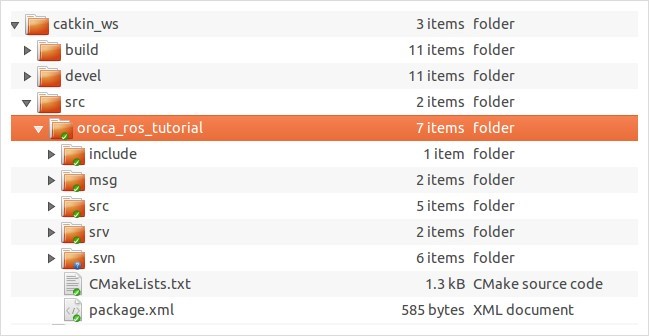 catkin_ws 3 items folder
build 11 items folder
devel 11 items folder
src 2 items folder
oroca_ros_tutorial 7 items folder
include 1 item folder
msg 2 items folder
src 5 items folder
srv 2 items folder
.svn 6 items folder
CMakeLists.txt 1.3 kB CMake source code
package.xml 585 bytes XML document